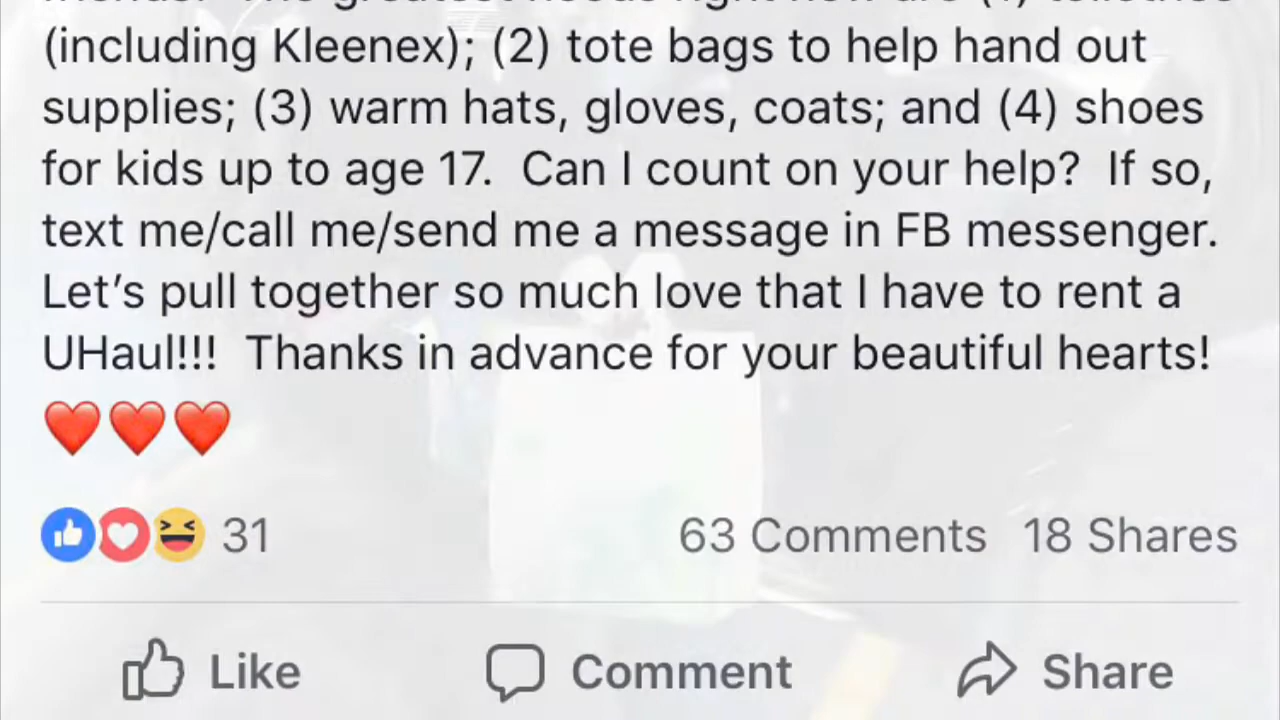 (including Kleenex); (2) tote bags to help hand out
supplies; (3) warm hats, gloves, coats; and (4) shoes
for kids up to age 17.  Can I count on your help?  If so,
text me/call me/send me a message in FB messenger.
Let’s pull together so much love that I have to rent a
UHaul!!!  Thanks in advance for your beautiful hearts!
❤️❤️❤️
31 63 Comments 18 Shares
Like Comment Share